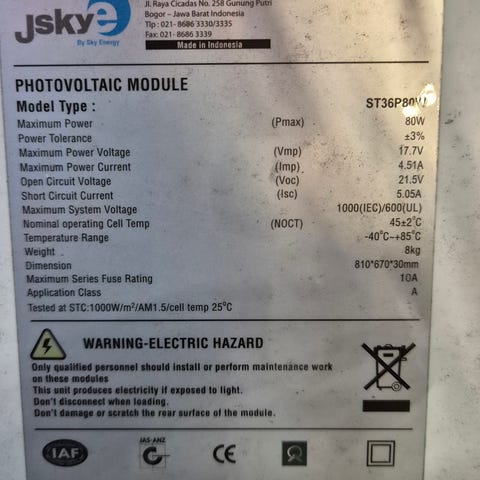 jskye
By Sky Energy
Jl. Raya Cicadas No. 258 Gunung Putri
Bogor – Jawa Barat Indonesia
Tlp : 021- 8686 3330/3335
Fax : 021- 8686 3339
Made in Indonesia
PHOTOVOLTAIC MODULE
Model Type : ST36P80W
Maximum Power (Pmax) 80W
Power Tolerance ±3%
Maximum Power Voltage (Vmp) 17.7V
Maximum Power Current (Imp) 4.51A
Open Circuit Voltage (Voc) 21.5V
Short Circuit Current (Isc) 5.05A
Maximum System Voltage 1000(IEC)/600(UL)
Nominal operating Cell Temp (NOCT) 45±2°C
Temperature Range -40°C~+85°C
Weight 8kg
Dimension 810*670*30mm
Maximum Series Fuse Rating 10A
Application Class A
Tested at STC:1000W/m²/AM1.5/cell temp 25°C
WARNING-ELECTRIC HAZARD
Only qualified personnel should install or perform maintenance work
on these modules
This unit produces electricity if exposed to light.
Don't disconnect when loading.
Don't damage or scratch the rear surface of the module.
IAF
JAS-ANZ
CE